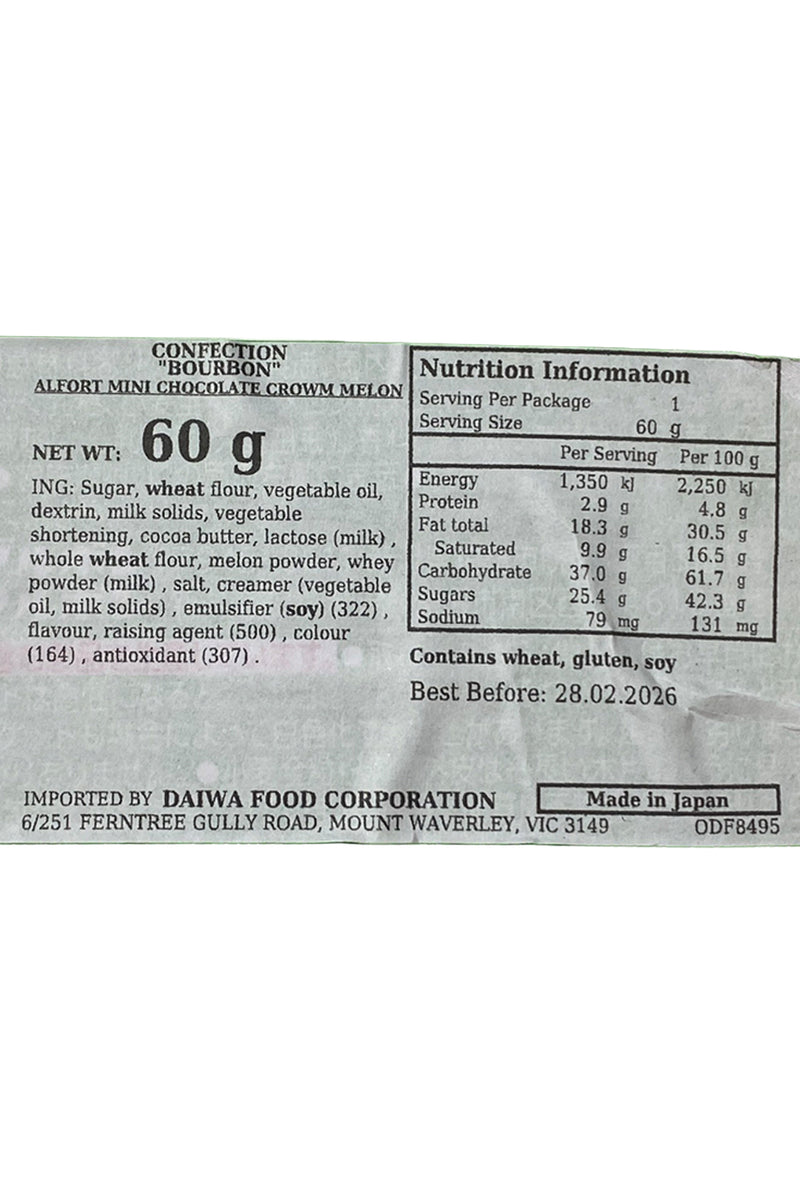 CONFECTION
"BOURBON"
ALFORT MINI CHOCOLATE CROWM MELON
NET WT: 60 g
ING: Sugar, wheat flour, vegetable oil,
dextrin, milk solids, vegetable
shortening, cocoa butter, lactose (milk) ,
whole wheat flour, melon powder, whey
powder (milk) , salt, creamer (vegetable
oil, milk solids) , emulsifier (soy) (322) ,
flavour, raising agent (500) , colour
(164) , antioxidant (307) .
Nutrition Information
Serving Per Package 1
Serving Size 60 g
Per Serving Per 100 g
Energy 1,350 kJ 2,250 kJ
Protein 2.9 g 4.8 g
Fat total 18.3 g 30.5 g
Saturated 9.9 g 16.5 g
Carbohydrate 37.0 g 61.7 g
Sugars 25.4 g 42.3 g
Sodium 79 mg 131 mg
Contains wheat, gluten, soy
Best Before: 28.02.2026
IMPORTED BY DAIWA FOOD CORPORATION
6/251 FERNTREE GULLY ROAD, MOUNT WAVERLEY, VIC 3149
Made in Japan
ODF8495